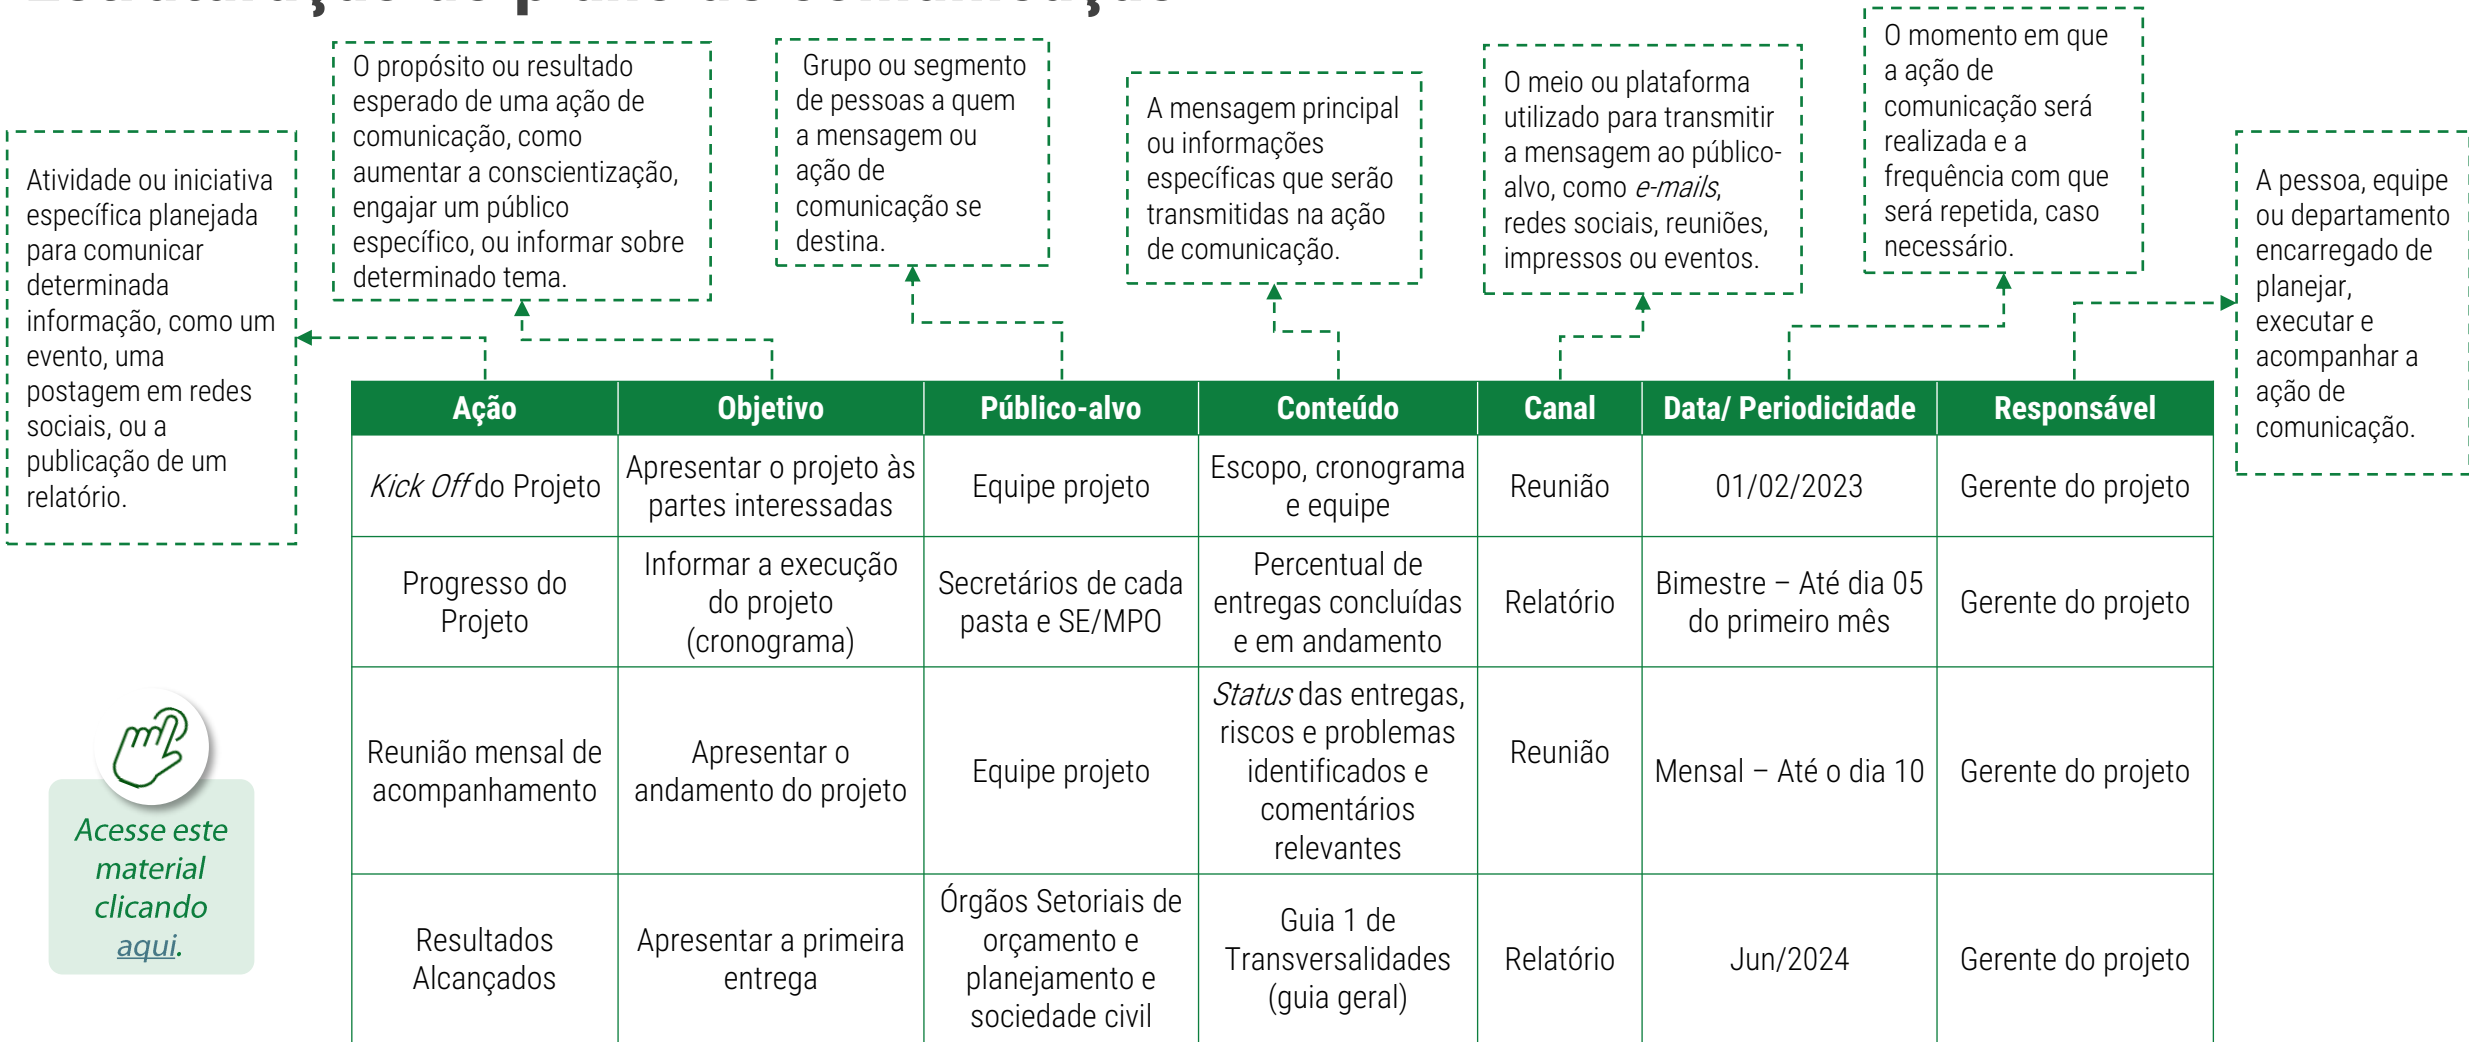 Estruturação do plano de comunicação
Atividade ou iniciativa
específica planejada
para comunicar
determinada
informação, como um
evento, uma
postagem em redes
sociais, ou a
publicação de um
relatório.
O propósito ou resultado
esperado de uma ação de
comunicação, como
aumentar a conscientização,
engajar um público
específico, ou informar sobre
determinado tema.
Grupo ou segmento
de pessoas a quem
a mensagem ou
ação de
comunicação se
destina.
A mensagem principal
ou informações
específicas que serão
transmitidas na ação
de comunicação.
O meio ou plataforma
utilizado para transmitir
a mensagem ao público-
alvo, como e-mails,
redes sociais, reuniões,
impressos ou eventos.
O momento em que
a ação de
comunicação será
realizada e a
frequência com que
será repetida, caso
necessário.
A pessoa, equipe
ou departamento
encarregado de
planejar,
executar e
acompanhar a
ação de
comunicação.
Ação
Objetivo
Público-alvo
Conteúdo
Canal
Data/ Periodicidade
Responsável
Kick Off do Projeto
Apresentar o projeto às
partes interessadas
Equipe projeto
Escopo, cronograma
e equipe
Reunião
01/02/2023
Gerente do projeto
Progresso do
Projeto
Informar a execução
do projeto
(cronograma)
Secretários de cada
pasta e SE/MPO
Percentual de
entregas concluídas
e em andamento
Relatório
Bimestre – Até dia 05
do primeiro mês
Gerente do projeto
Reunião mensal de
acompanhamento
Apresentar o
andamento do projeto
Equipe projeto
Status das entregas,
riscos e problemas
identificados e
comentários
relevantes
Reunião
Mensal – Até o dia 10
Gerente do projeto
Resultados
Alcançados
Apresentar a primeira
entrega
Órgãos Setoriais de
orçamento e
planejamento e
sociedade civil
Guia 1 de
Transversalidades
(guia geral)
Relatório
Jun/2024
Gerente do projeto
Acesse este
material
clicando
aqui.